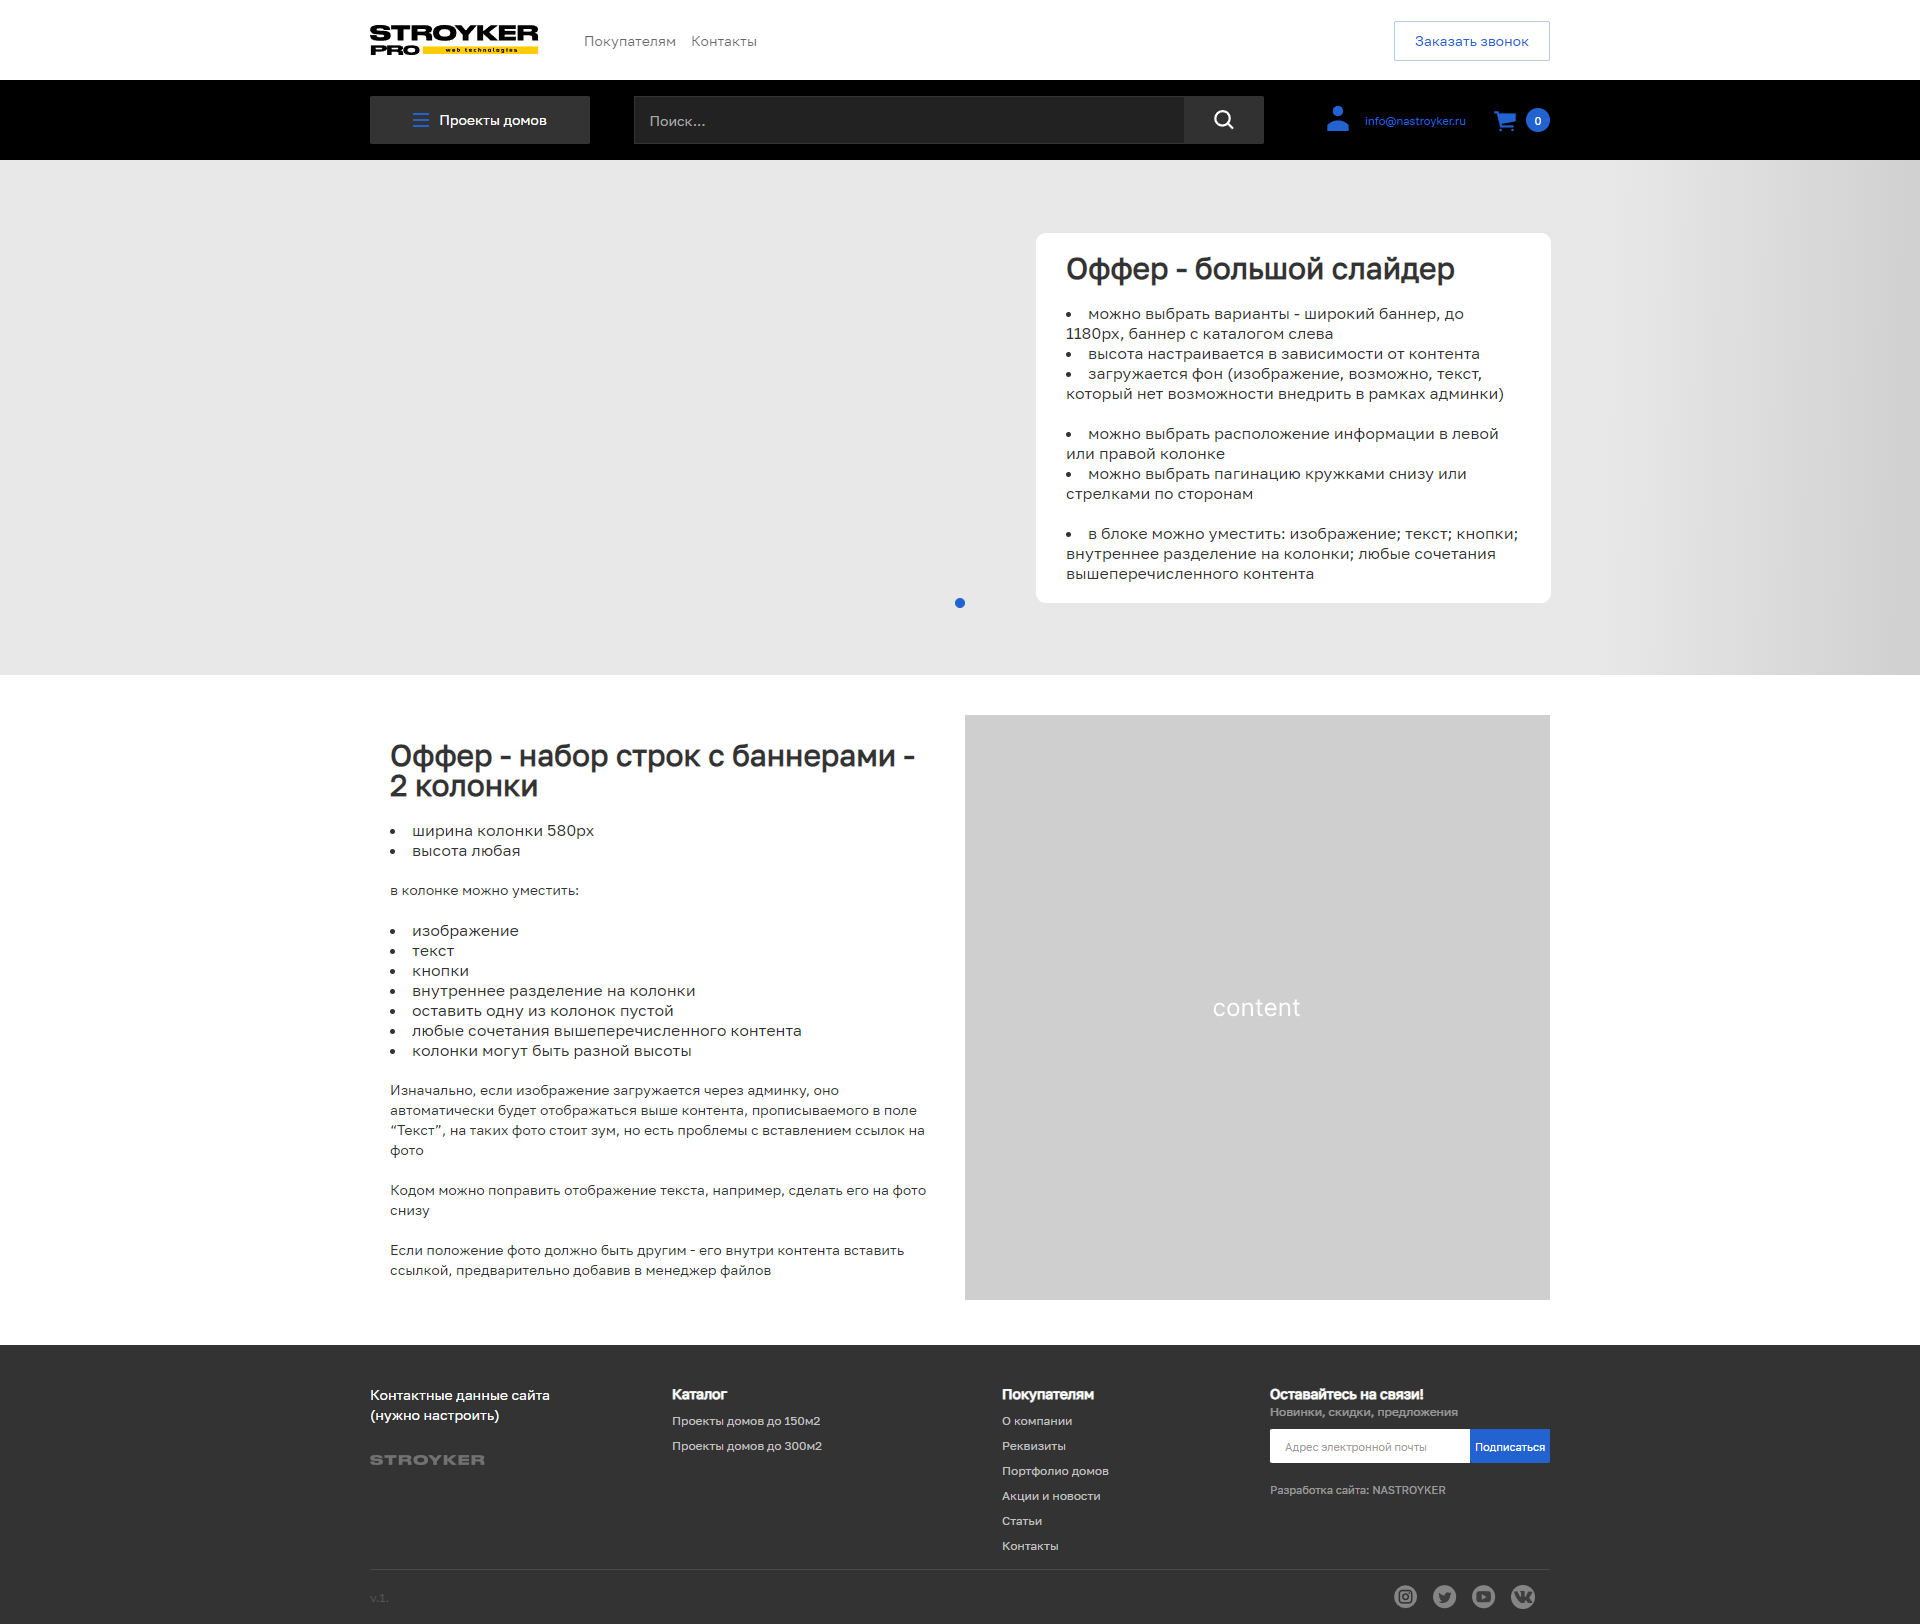 STROYKER
PRO web technologies
Покупателям Контакты
Заказать звонок
Проекты домов
Поиск...
info@nastroyker.ru
0
Оффер - большой слайдер
• можно выбрать варианты - широкий баннер, до
1180px, баннер с каталогом слева
• высота настраивается в зависимости от контента
• загружается фон (изображение, возможно, текст,
который нет возможности внедрить в рамках админки)
• можно выбрать расположение информации в левой
или правой колонке
• можно выбрать пагинацию кружками снизу или
стрелками по сторонам
• в блоке можно уместить: изображение; текст; кнопки;
внутреннее разделение на колонки; любые сочетания
вышеперечисленного контента
Оффер - набор строк с баннерами -
2 колонки
• ширина колонки 580px
• высота любая
в колонке можно уместить:
• изображение
• текст
• кнопки
• внутреннее разделение на колонки
• оставить одну из колонок пустой
• любые сочетания вышеперечисленного контента
• колонки могут быть разной высоты
Изначально, если изображение загружается через админку, оно
автоматически будет отображаться выше контента, прописываемого в поле
“Текст”, на таких фото стоит зум, но есть проблемы с вставлением ссылок на
фото
Кодом можно поправить отображение текста, например, сделать его на фото
снизу
Если положение фото должно быть другим - его внутри контента вставить
ссылкой, предварительно добавив в менеджер файлов
content
Контактные данные сайта
(нужно настроить)
STROYKER
Каталог
Проекты домов до 150м2
Проекты домов до 300м2
Покупателям
О компании
Реквизиты
Портфолио домов
Акции и новости
Статьи
Контакты
Оставайтесь на связи!
Новинки, скидки, предложения
Адрес электронной почты
Подписаться
Разработка сайта: NASTROYKER
v.1.